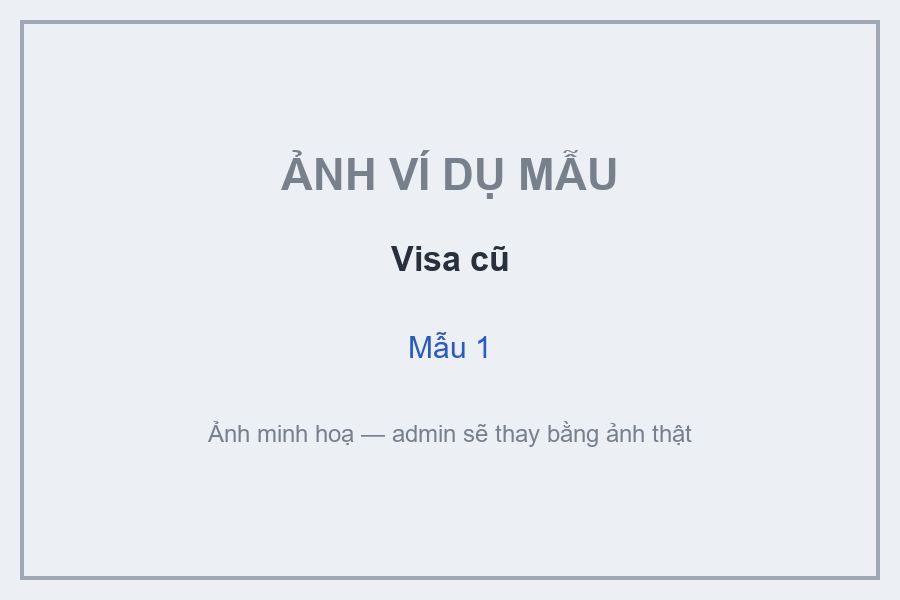 ẢNH VÍ DỤ MẪU
Visa cũ
Mẫu 1
Ảnh minh hoạ — admin sẽ thay bằng ảnh thật